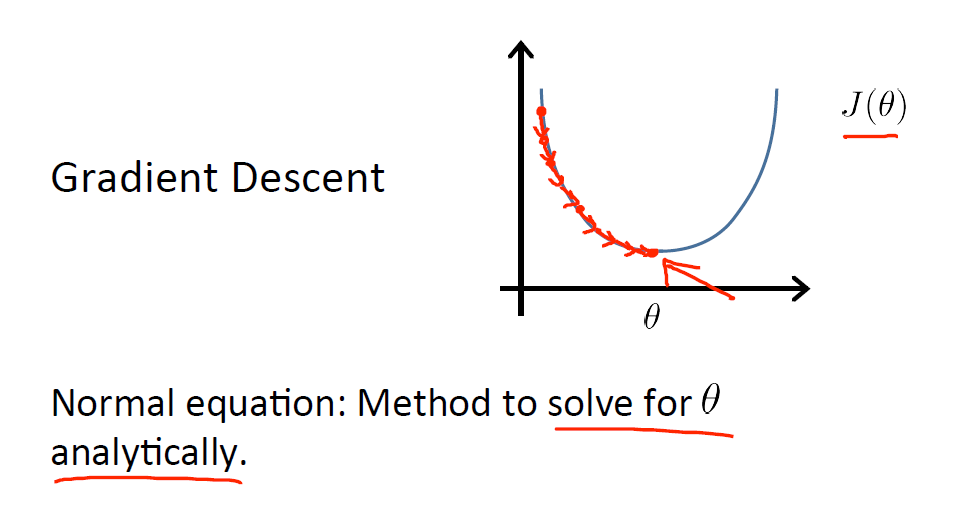 J(θ)
Gradient Descent
θ
Normal equation: Method to solve for θ
analytically.